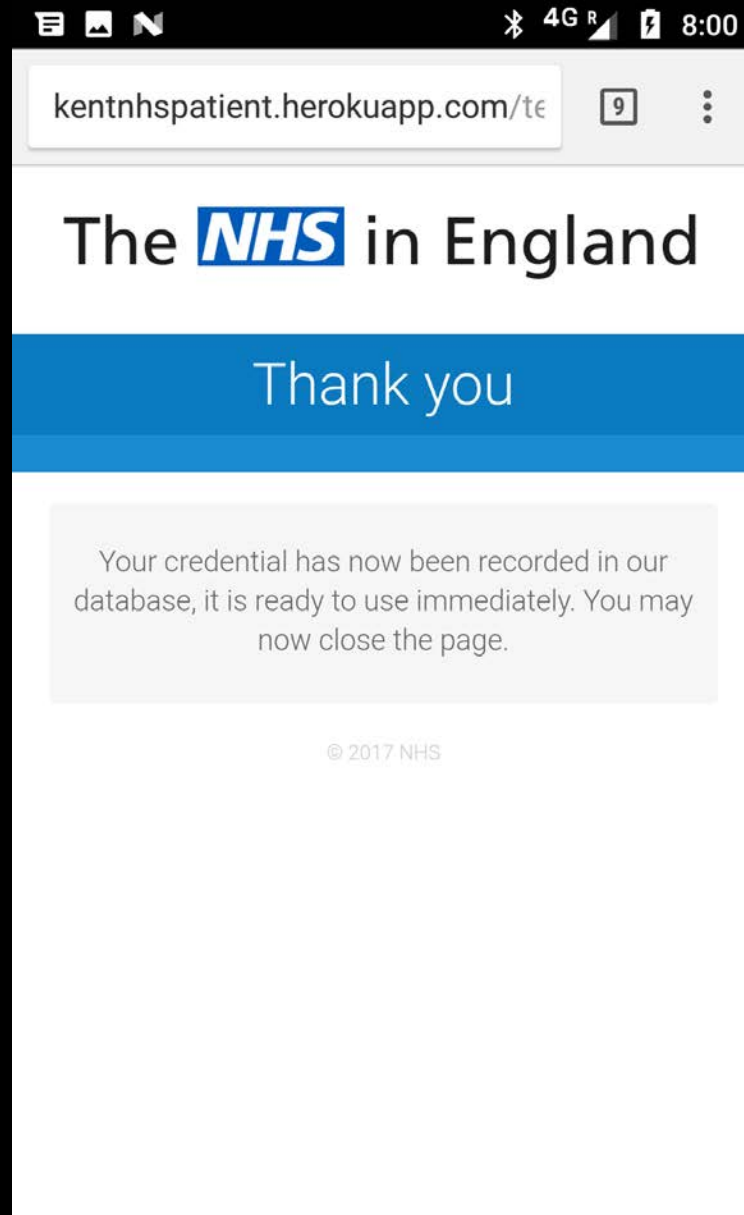 4G R 8:00
kentnhspatient.herokuapp.com/te 9
The NHS in England
Thank you
Your credential has now been recorded in our
database, it is ready to use immediately. You may
now close the page.
© 2017 NHS